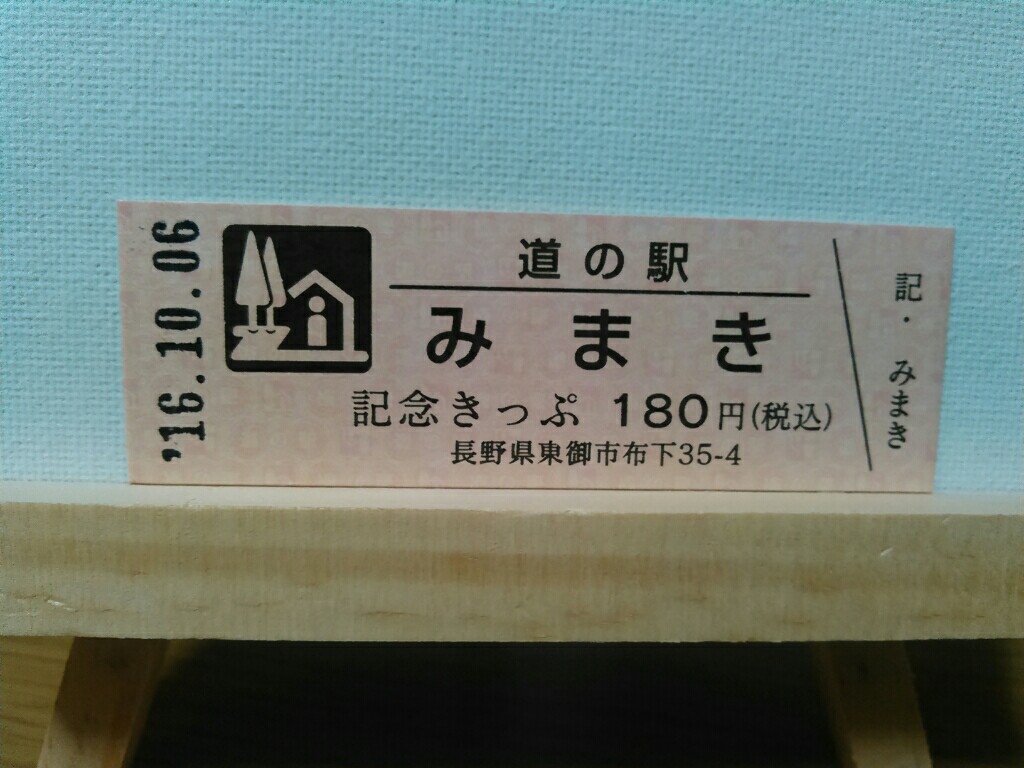 '16.10.06
道の駅
みまき
記念きっぷ 180円(税込)
長野県東御市布下35-4
記・みまき